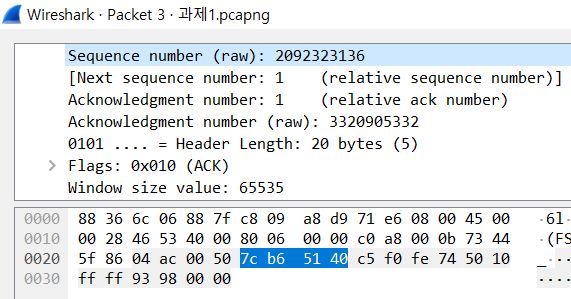 Wireshark · Packet 3 · 과제1.pcapng
Sequence number (raw): 2092323136
[Next sequence number: 1    (relative sequence number)]
Acknowledgment number: 1    (relative ack number)
Acknowledgment number (raw): 3320905332
0101 .... = Header Length: 20 bytes (5)
Flags: 0x010 (ACK)
Window size value: 65535
0000  88 36 6c 06 88 7f c8 09  a8 d9 71 e6 08 00 45 00  ·6l·
0010  00 28 46 53 40 00 80 06  00 00 c0 a8 00 0b 73 44  ·(FS
0020  5f 86 04 ac 00 50 7c b6  51 40 c5 f0 fe 74 50 10  _···
0030  ff ff 93 98 00 00  ····